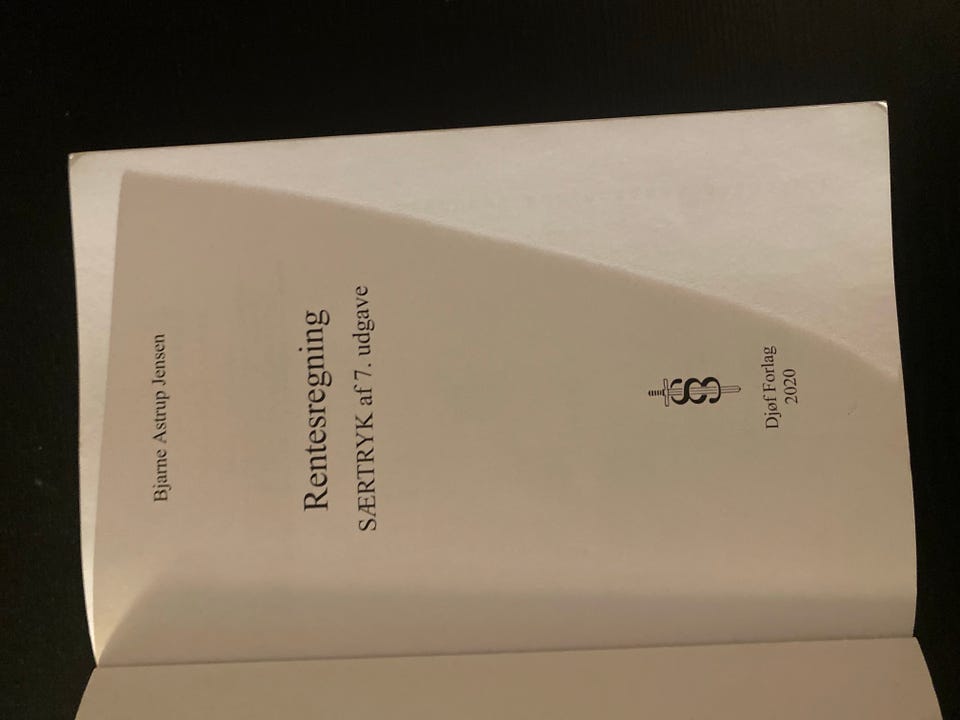 Bjarne Astrup Jensen
Rentesregning
SÆRTRYK af 7. udgave
Djøf Forlag
2020